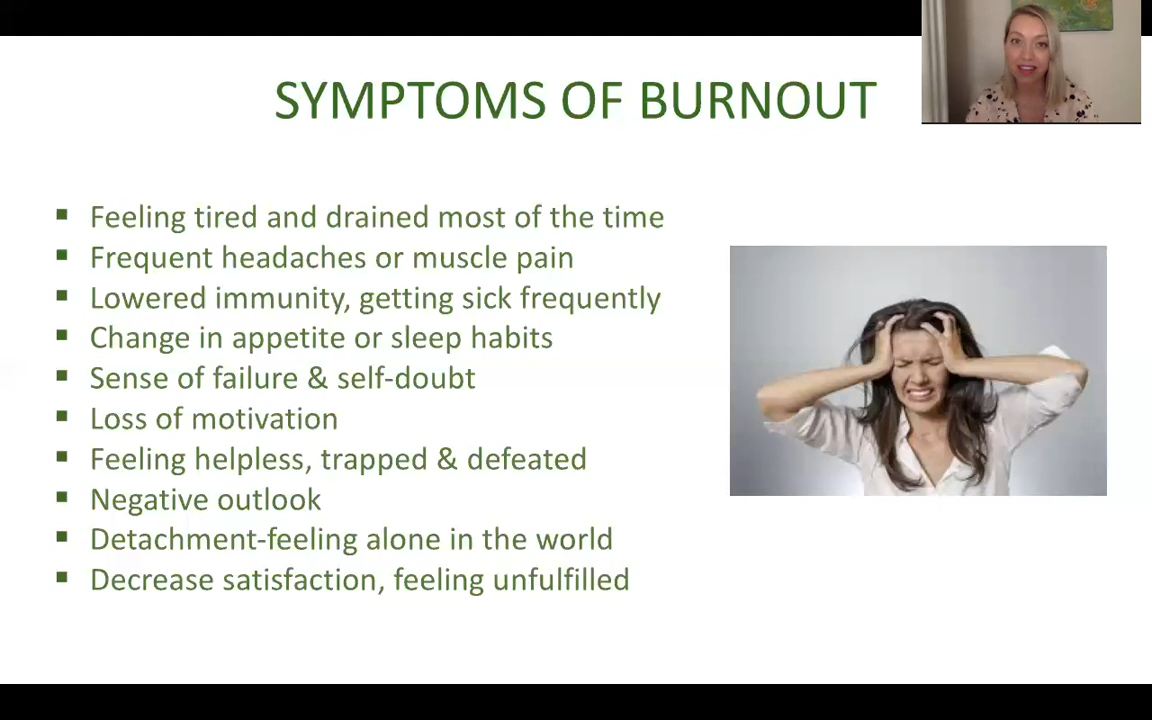 SYMPTOMS OF BURNOUT
▪ Feeling tired and drained most of the time
▪ Frequent headaches or muscle pain
▪ Lowered immunity, getting sick frequently
▪ Change in appetite or sleep habits
▪ Sense of failure & self-doubt
▪ Loss of motivation
▪ Feeling helpless, trapped & defeated
▪ Negative outlook
▪ Detachment-feeling alone in the world
▪ Decrease satisfaction, feeling unfulfilled